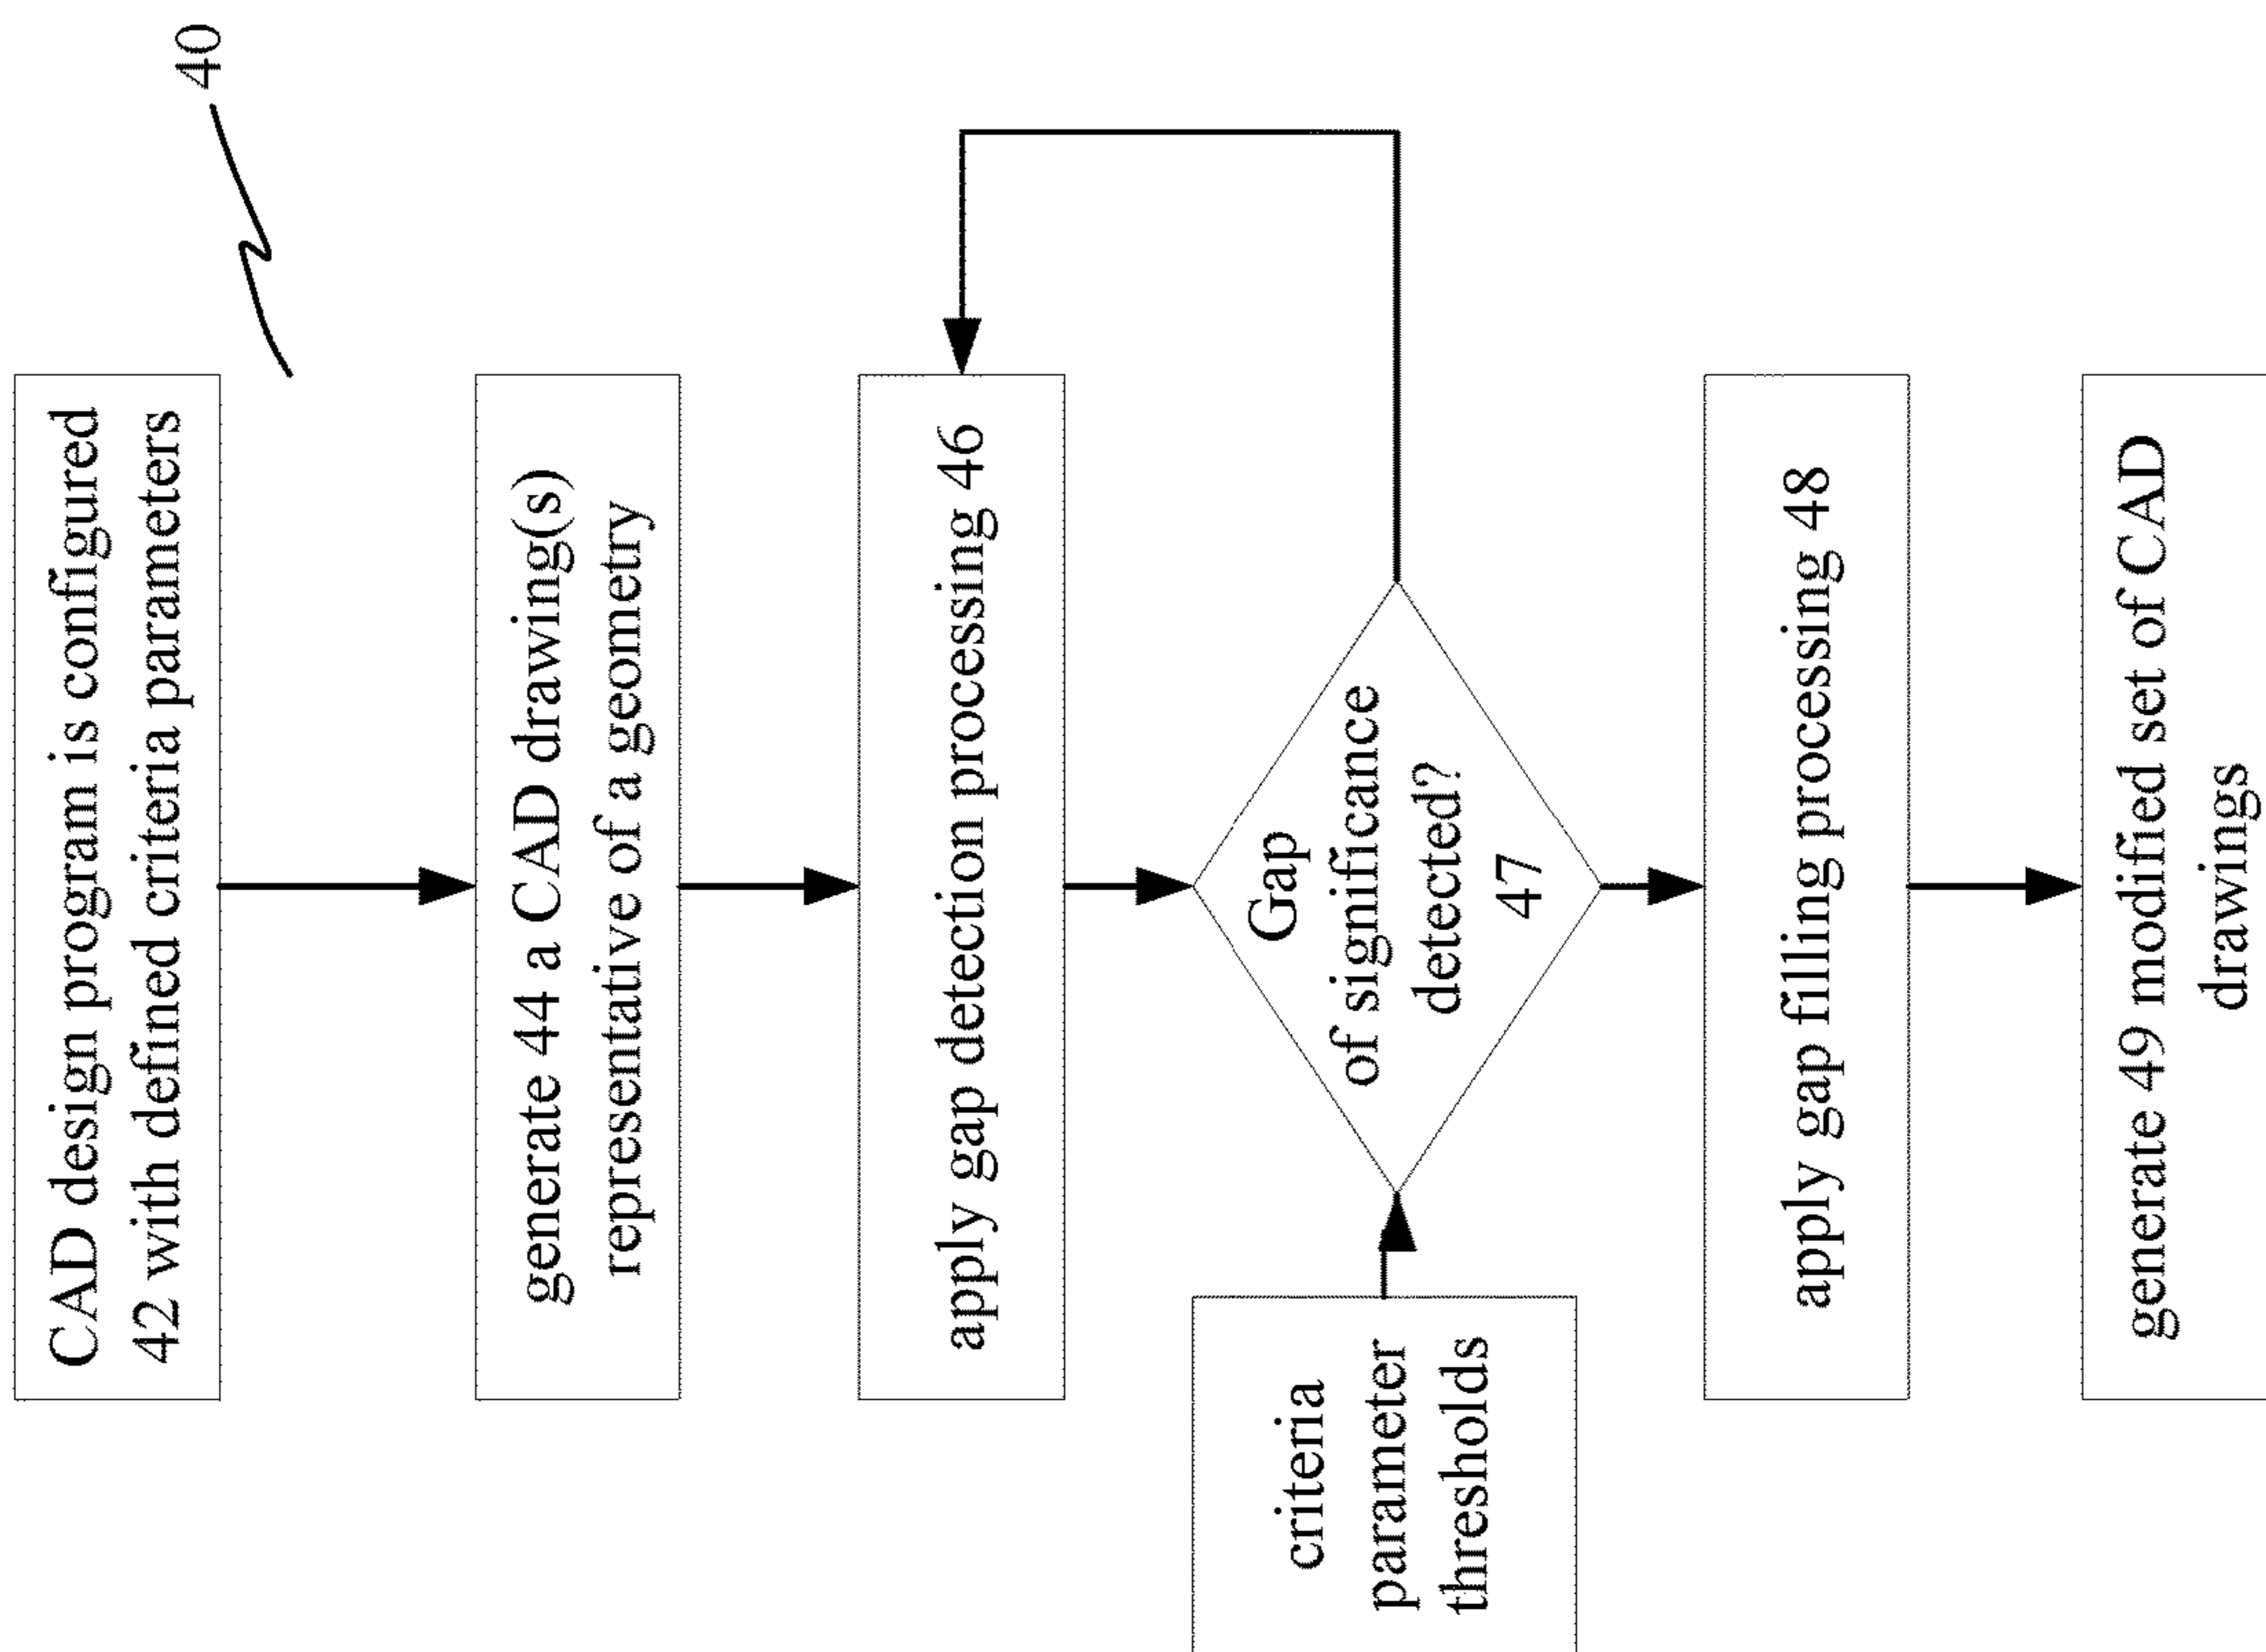 40
CAD design program is configured
42 with defined criteria parameters
generate 44 a CAD drawing(s)
representative of a geometry
apply gap detection processing 46
Gap
of significance
detected?
47
criteria
parameter
thresholds
apply gap filling processing 48
generate 49 modified set of CAD
drawings